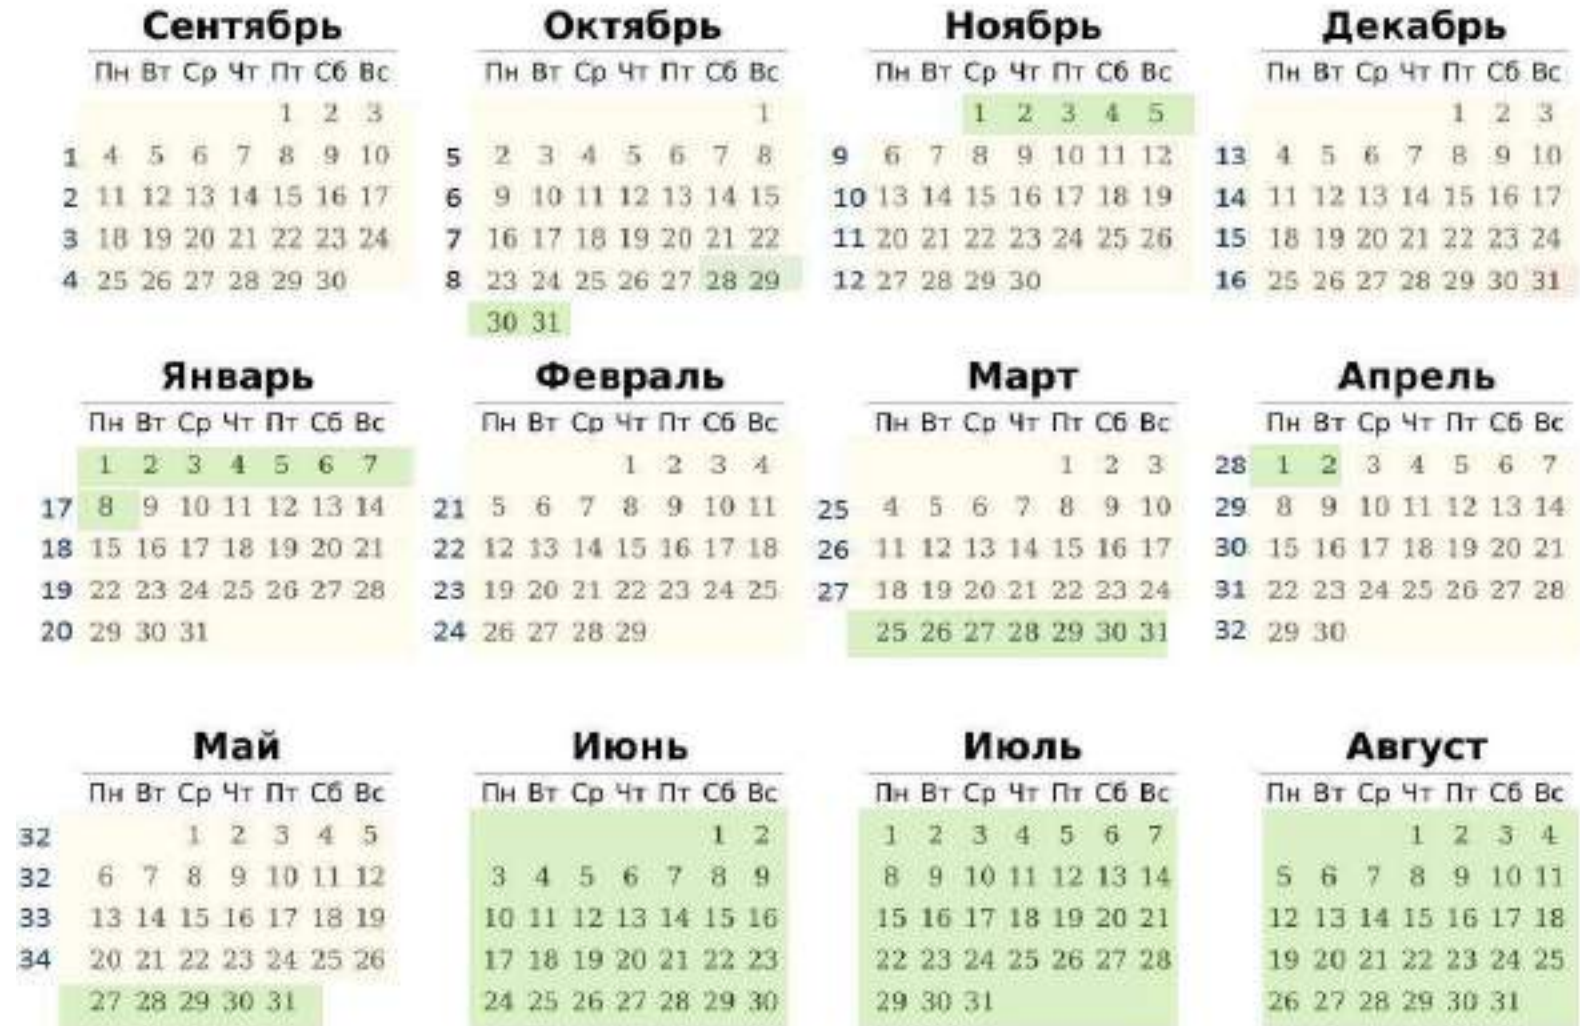 Сентябрь Октябрь Ноябрь Декабрь
Пн Вт Ср Чт Пт Сб Вс Пн Вт Ср Чт Пт Сб Вс Пн Вт Ср Чт Пт Сб Вс Пн Вт Ср Чт Пт Сб Вс
1 2 3 1 1 2 3 4 5 1 2 3
1 4 5 6 7 8 9 10 5 2 3 4 5 6 7 8 9 6 7 8 9 10 11 12 13 4 5 6 7 8 9 10
2 11 12 13 14 15 16 17 6 9 10 11 12 13 14 15 10 13 14 15 16 17 18 19 14 11 12 13 14 15 16 17
3 18 19 20 21 22 23 24 7 16 17 18 19 20 21 22 11 20 21 22 23 24 25 26 15 18 19 20 21 22 23 24
4 25 26 27 28 29 30 8 23 24 25 26 27 28 29 12 27 28 29 30 16 25 26 27 28 29 30 31
30 31
Январь Февраль Март Апрель
Пн Вт Ср Чт Пт Сб Вс Пн Вт Ср Чт Пт Сб Вс Пн Вт Ср Чт Пт Сб Вс Пн Вт Ср Чт Пт Сб Вс
1 2 3 4 5 6 7 1 2 3 4 1 2 3 28 1 2 3 4 5 6 7
17 8 9 10 11 12 13 14 21 5 6 7 8 9 10 11 25 4 5 6 7 8 9 10 29 8 9 10 11 12 13 14
18 15 16 17 18 19 20 21 22 12 13 14 15 16 17 18 26 11 12 13 14 15 16 17 30 15 16 17 18 19 20 21
19 22 23 24 25 26 27 28 23 19 20 21 22 23 24 25 27 18 19 20 21 22 23 24 31 22 23 24 25 26 27 28
20 29 30 31 24 26 27 28 29 25 26 27 28 29 30 31 32 29 30
Май Июнь Июль Август
Пн Вт Ср Чт Пт Сб Вс Пн Вт Ср Чт Пт Сб Вс Пн Вт Ср Чт Пт Сб Вс Пн Вт Ср Чт Пт Сб Вс
32 1 2 3 4 5 1 2 1 2 3 4 5 6 7 1 2 3 4
32 6 7 8 9 10 11 12 3 4 5 6 7 8 9 8 9 10 11 12 13 14 5 6 7 8 9 10 11
33 13 14 15 16 17 18 19 10 11 12 13 14 15 16 15 16 17 18 19 20 21 12 13 14 15 16 17 18
34 20 21 22 23 24 25 26 17 18 19 20 21 22 23 22 23 24 25 26 27 28 19 20 21 22 23 24 25
27 28 29 30 31 24 25 26 27 28 29 30 29 30 31 26 27 28 29 30 31